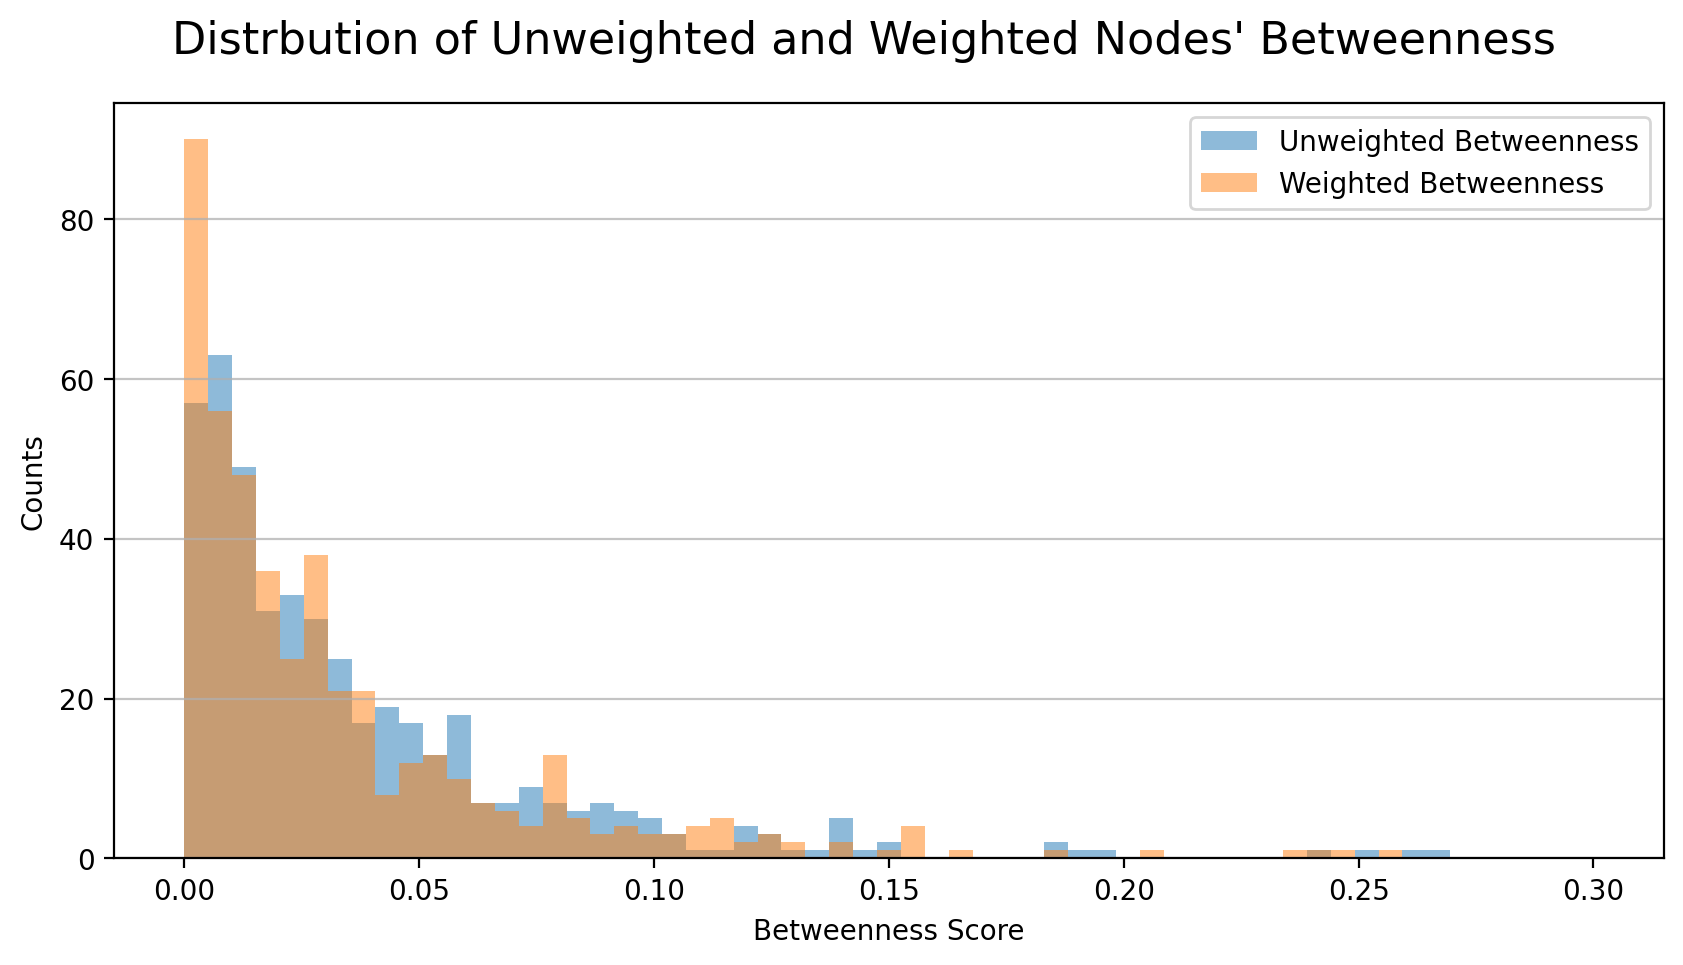 Distrbution of Unweighted and Weighted Nodes' Betweenness
Unweighted Betweenness
Weighted Betweenness
80
60
40
20
0
Counts
0.00 0.05 0.10 0.15 0.20 0.25 0.30
Betweenness Score